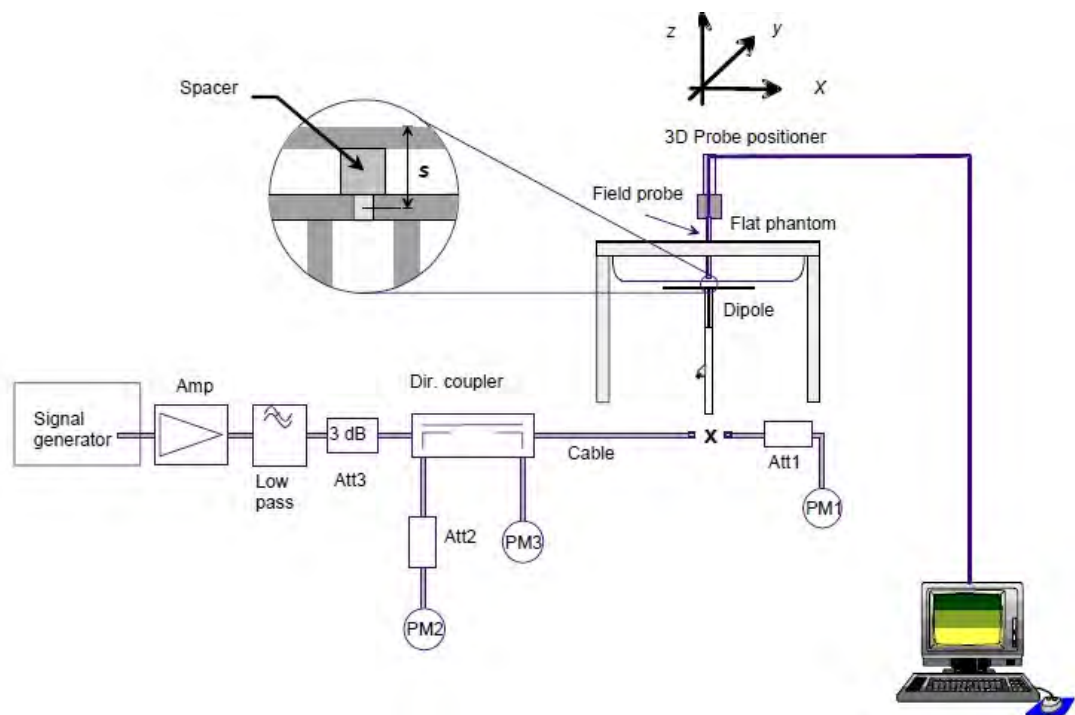 z
y
X
Spacer
3D Probe positioner
s
Field probe
Flat phantom
Dipole
Dir. coupler
Amp
Signal
generator
3 dB
X
Cable
Att1
Low
pass
Att3
PM1
Att2
PM3
PM2